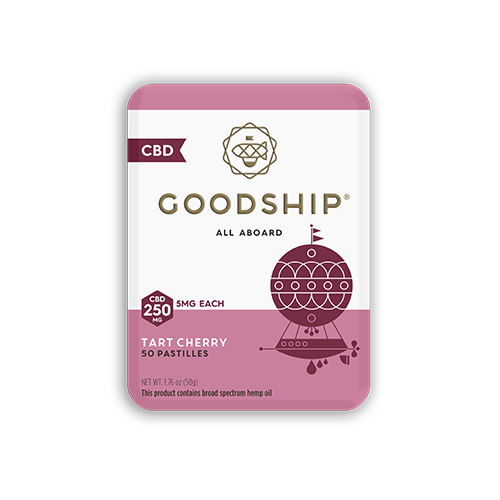 CBD
GOODSHIP®
ALL ABOARD
CBD
250
MG
5MG EACH
TART CHERRY
50 PASTILLES
NET WT. 1.76 oz (50g)
This product contains broad spectrum hemp oil